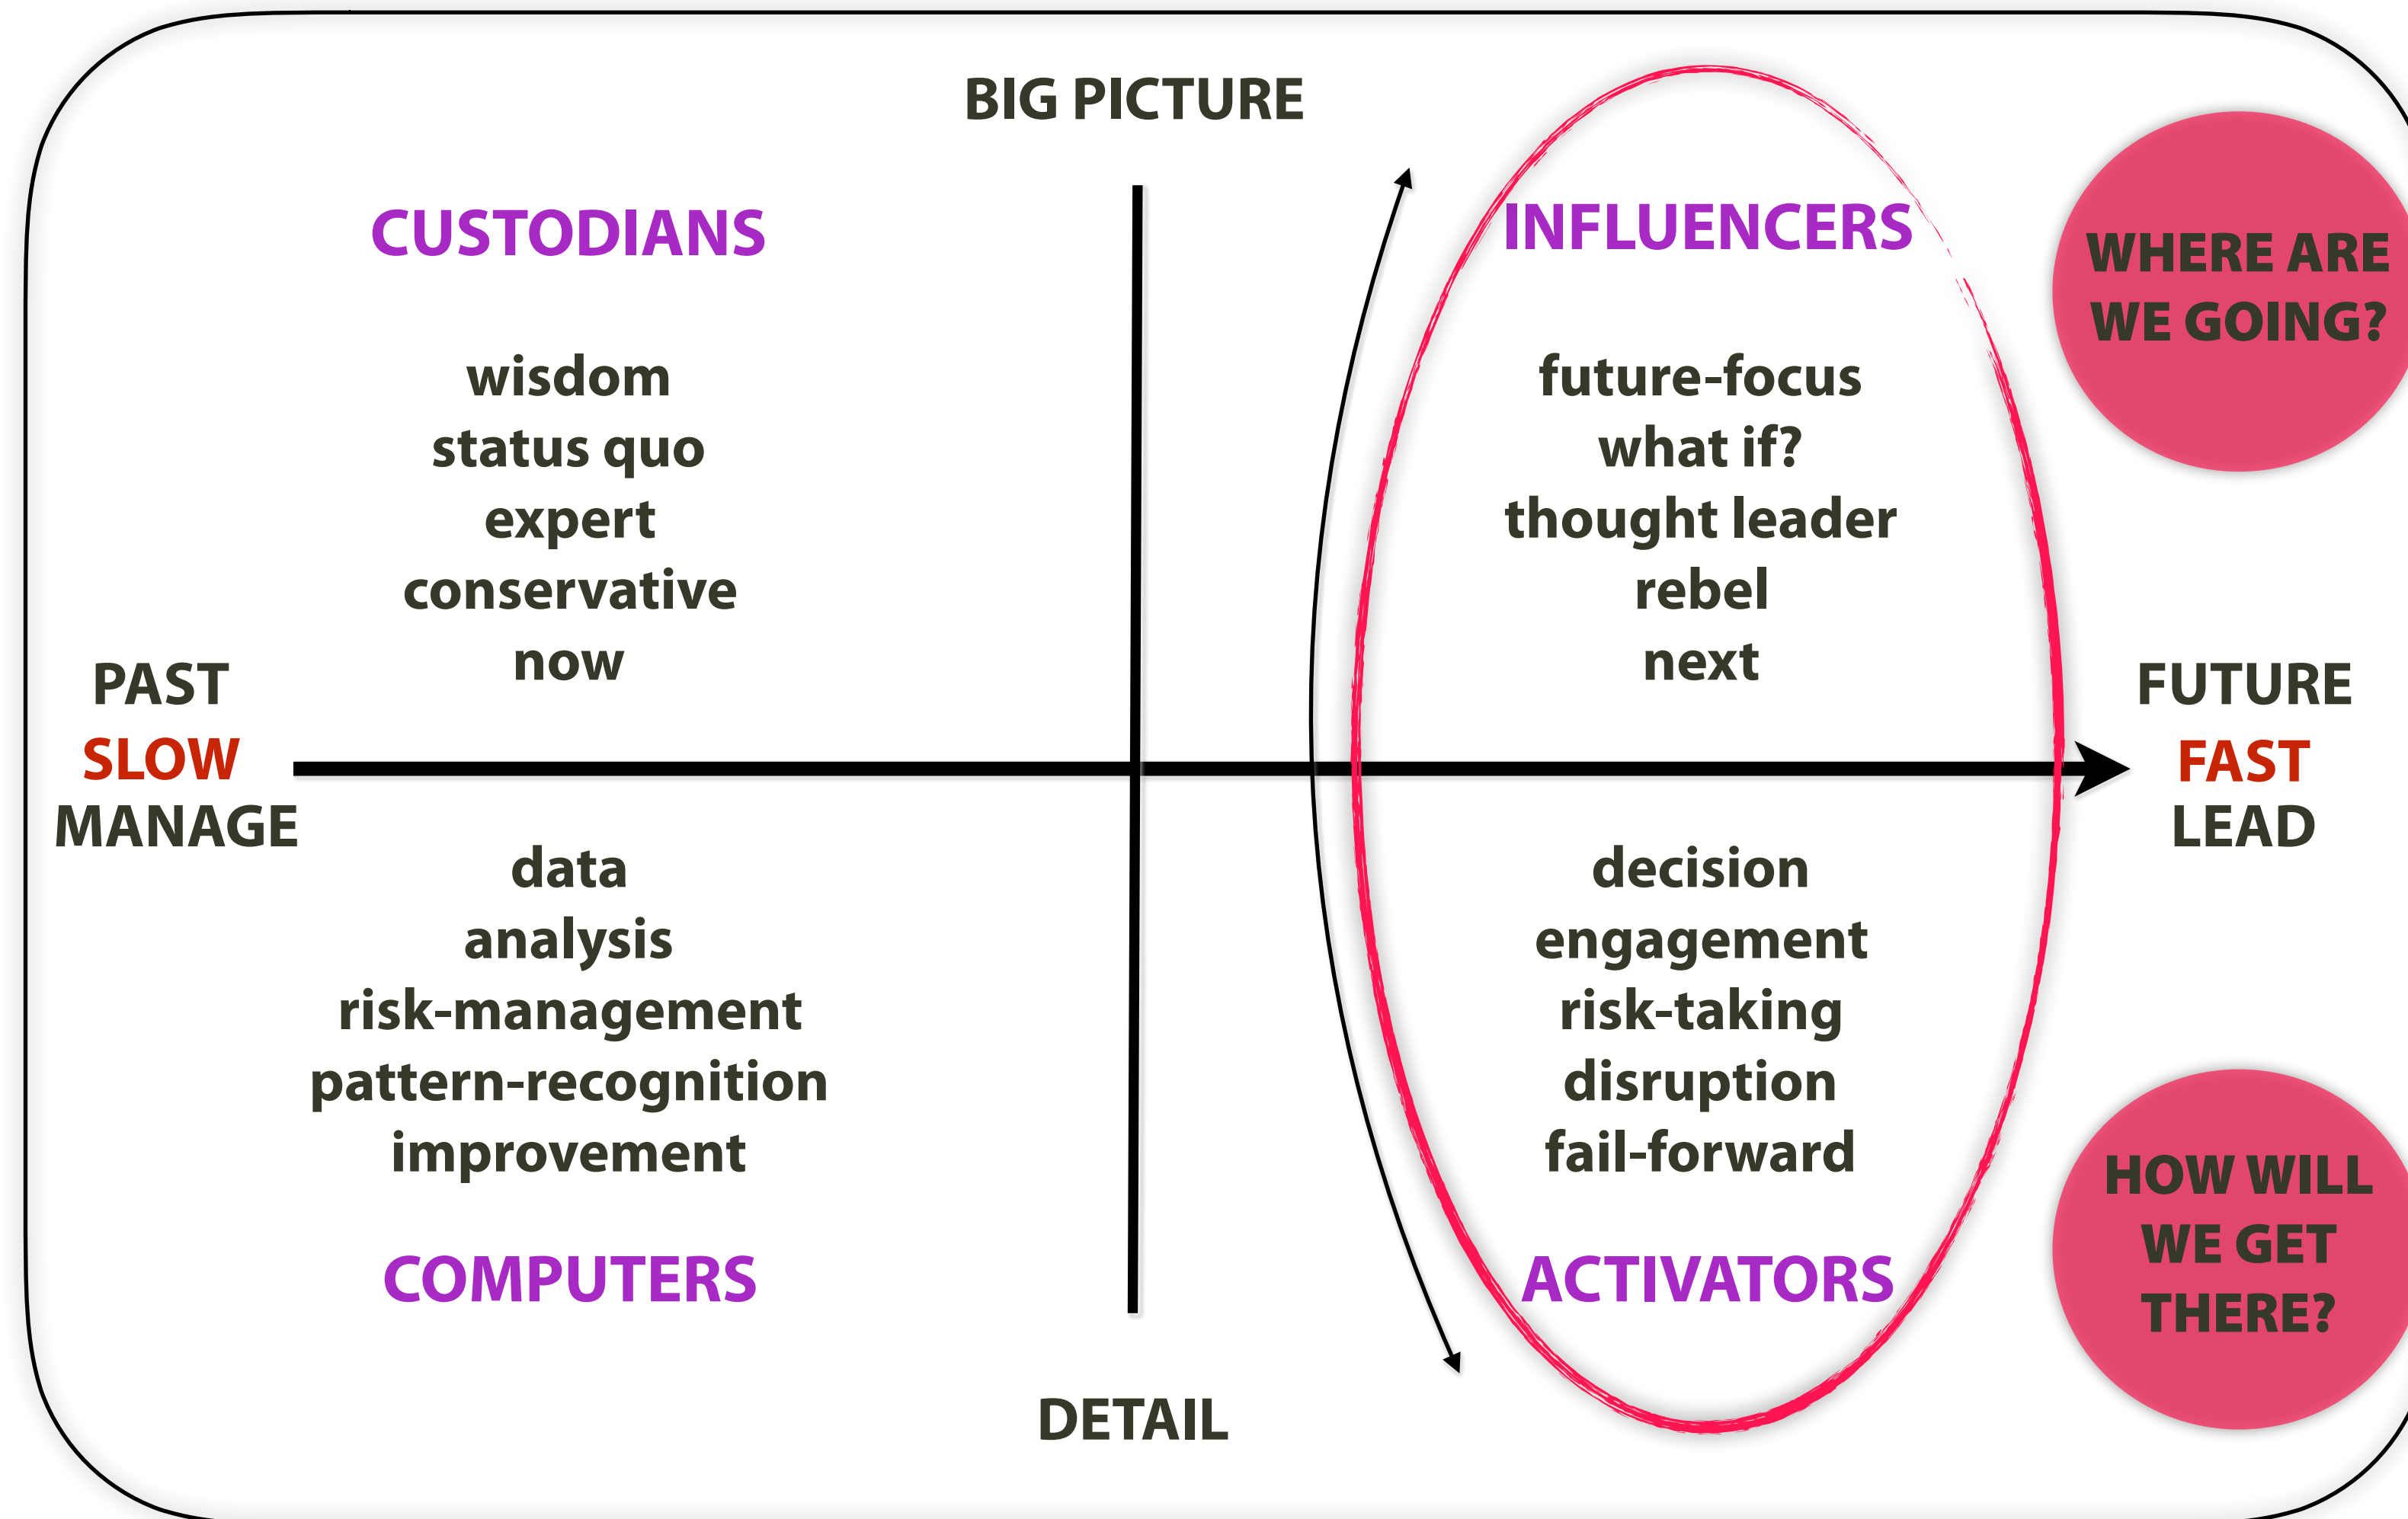 BIG PICTURE
CUSTODIANS
wisdom
status quo
expert
conservative
now
INFLUENCERS
future-focus
what if?
thought leader
rebel
next
WHERE ARE
WE GOING?
PAST
SLOW
MANAGE
FUTURE
FAST
LEAD
data
analysis
risk-management
pattern-recognition
improvement
COMPUTERS
decision
engagement
risk-taking
disruption
fail-forward
ACTIVATORS
HOW WILL
WE GET
THERE?
DETAIL